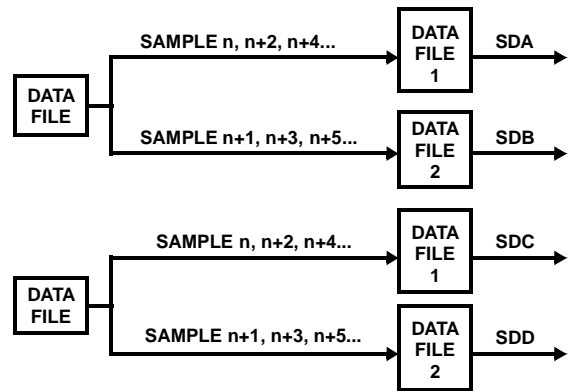 DATA
FILE
SAMPLE n, n+2, n+4...
DATA
FILE
1
SDA
SAMPLE n+1, n+3, n+5...
DATA
FILE
2
SDB
DATA
FILE
SAMPLE n, n+2, n+4...
DATA
FILE
1
SDC
SAMPLE n+1, n+3, n+5...
DATA
FILE
2
SDD